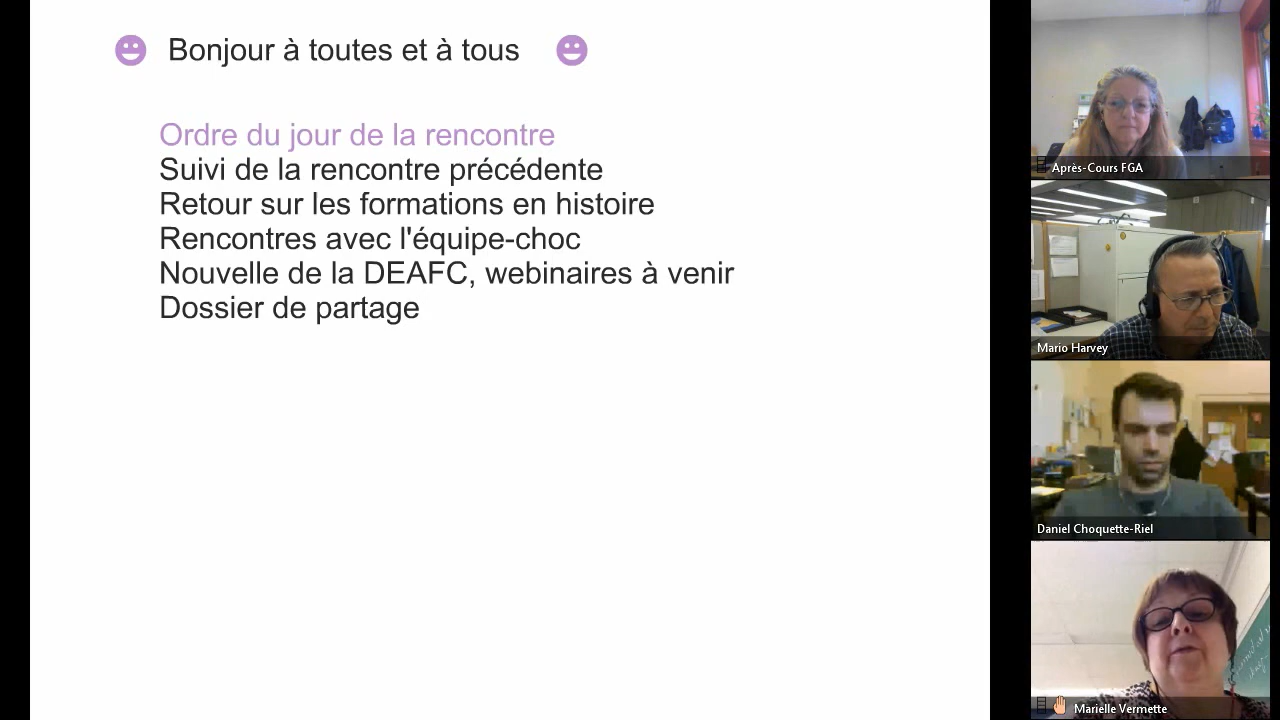 Bonjour à toutes et à tous
Ordre du jour de la rencontre
Suivi de la rencontre précédente
Retour sur les formations en histoire
Rencontres avec l'équipe-choc
Nouvelle de la DEAFC, webinaires à venir
Dossier de partage
Après-Cours FGA
Mario Harvey
Daniel Choquette-Riel
Marielle Vermette